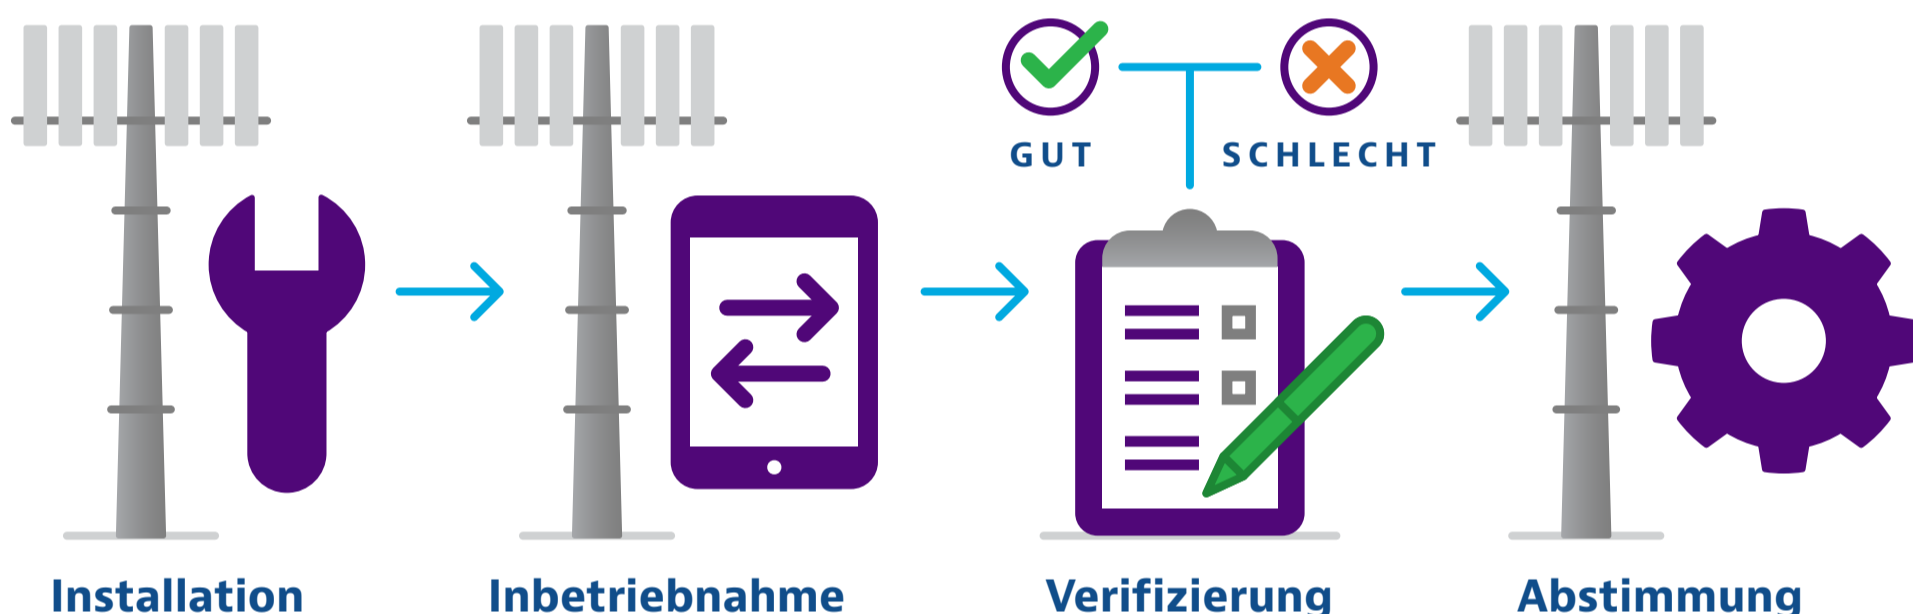 GUT
SCHLECHT
Installation
Inbetriebnahme
Verifizierung
Abstimmung